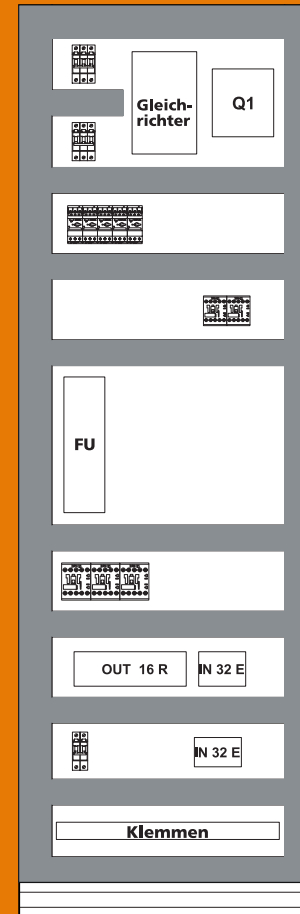 Gleich-
richter
Q1
FU
OUT 16 R
IN 32 E
IN 32 E
Klemmen